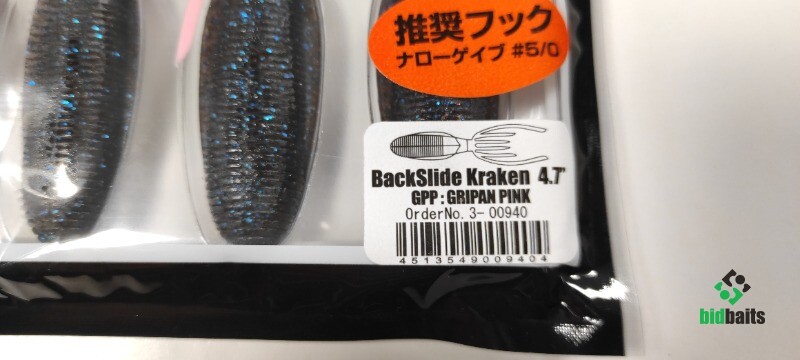 推奨フック
ナローゲイプ #5/0
BackSlide Kraken 4.7"
GPP : GRIPAN PINK
OrderNo. 3-00940
4513549009404
bidbaits